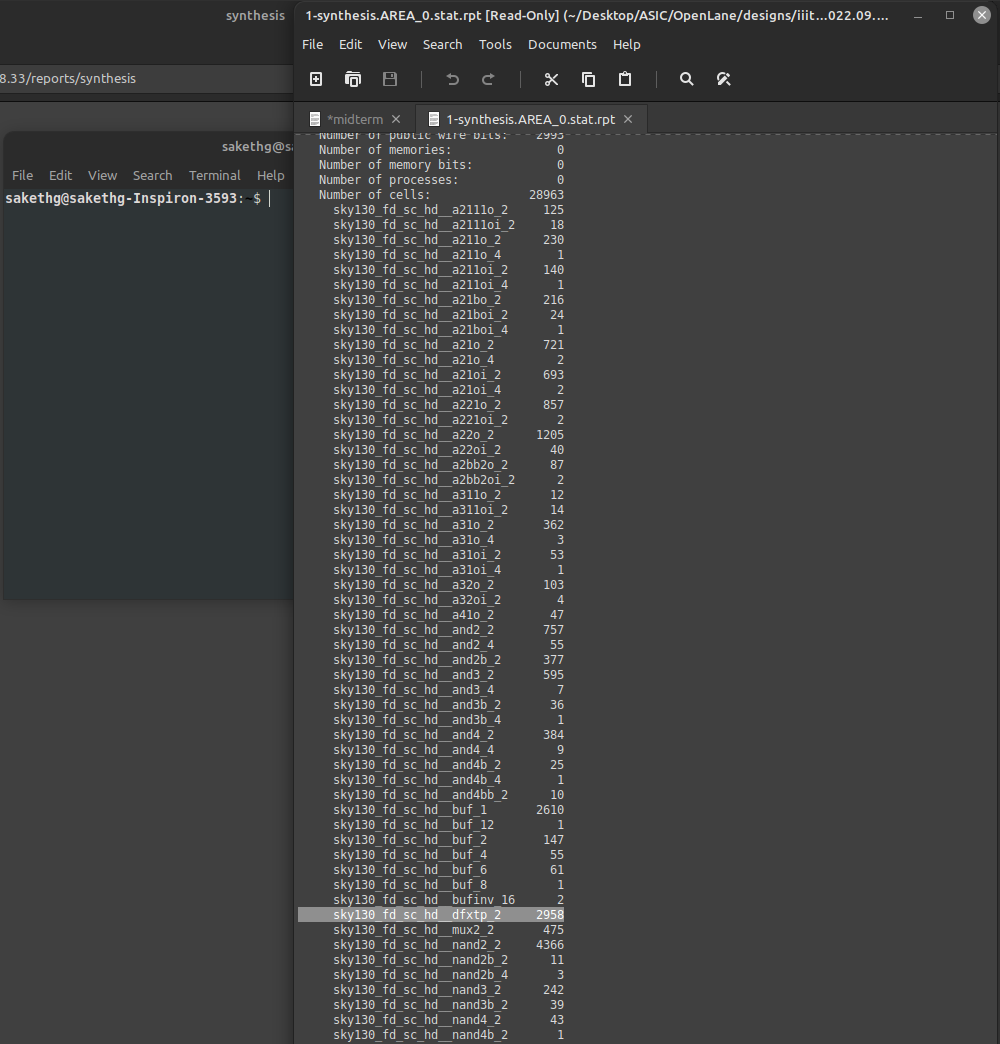 synthesis
8.33/reports/synthesis
sakethg@sa
File Edit View Search Terminal Help
sakethg@sakethg-Inspiron-3593:~$
1-synthesis.AREA_0.stat.rpt [Read-Only] (~/Desktop/ASIC/OpenLane/designs/iiit...022.09....
File Edit View Search Tools Documents Help
*midterm
1-synthesis.AREA_0.stat.rpt
Number of public wire bits: 2993
Number of memories: 0
Number of memory bits: 0
Number of processes: 0
Number of cells: 28963
sky130_fd_sc_hd__a2111o_2 125
sky130_fd_sc_hd__a2111oi_2 18
sky130_fd_sc_hd__a211o_2 230
sky130_fd_sc_hd__a211o_4 1
sky130_fd_sc_hd__a211oi_2 140
sky130_fd_sc_hd__a211oi_4 1
sky130_fd_sc_hd__a21bo_2 216
sky130_fd_sc_hd__a21boi_2 24
sky130_fd_sc_hd__a21boi_4 1
sky130_fd_sc_hd__a21o_2 721
sky130_fd_sc_hd__a21o_4 2
sky130_fd_sc_hd__a21oi_2 693
sky130_fd_sc_hd__a21oi_4 2
sky130_fd_sc_hd__a221o_2 857
sky130_fd_sc_hd__a221oi_2 2
sky130_fd_sc_hd__a22o_2 1205
sky130_fd_sc_hd__a22oi_2 40
sky130_fd_sc_hd__a2bb2o_2 87
sky130_fd_sc_hd__a2bb2oi_2 2
sky130_fd_sc_hd__a311o_2 12
sky130_fd_sc_hd__a311oi_2 14
sky130_fd_sc_hd__a31o_2 362
sky130_fd_sc_hd__a31o_4 3
sky130_fd_sc_hd__a31oi_2 53
sky130_fd_sc_hd__a31oi_4 1
sky130_fd_sc_hd__a32o_2 103
sky130_fd_sc_hd__a32oi_2 4
sky130_fd_sc_hd__a41o_2 47
sky130_fd_sc_hd__and2_2 757
sky130_fd_sc_hd__and2_4 55
sky130_fd_sc_hd__and2b_2 377
sky130_fd_sc_hd__and3_2 595
sky130_fd_sc_hd__and3_4 7
sky130_fd_sc_hd__and3b_2 36
sky130_fd_sc_hd__and3b_4 1
sky130_fd_sc_hd__and4_2 384
sky130_fd_sc_hd__and4_4 9
sky130_fd_sc_hd__and4b_2 25
sky130_fd_sc_hd__and4b_4 1
sky130_fd_sc_hd__and4bb_2 10
sky130_fd_sc_hd__buf_1 2610
sky130_fd_sc_hd__buf_12 1
sky130_fd_sc_hd__buf_2 147
sky130_fd_sc_hd__buf_4 55
sky130_fd_sc_hd__buf_6 61
sky130_fd_sc_hd__buf_8 1
sky130_fd_sc_hd__bufinv_16 2
sky130_fd_sc_hd__dfxtp_2 2958
sky130_fd_sc_hd__mux2_2 475
sky130_fd_sc_hd__nand2_2 4366
sky130_fd_sc_hd__nand2b_2 11
sky130_fd_sc_hd__nand2b_4 3
sky130_fd_sc_hd__nand3_2 242
sky130_fd_sc_hd__nand3b_2 39
sky130_fd_sc_hd__nand4_2 43
sky130_fd_sc_hd__nand4b_2 1